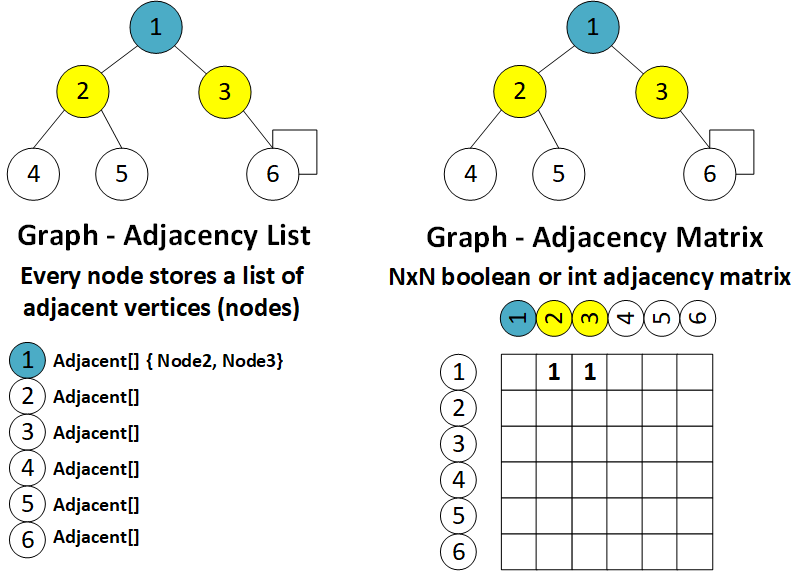 1
2
3
4
5
6
Graph - Adjacency List
Every node stores a list of
adjacent vertices (nodes)
1 Adjacent[] { Node2, Node3}
2 Adjacent[]
3 Adjacent[]
4 Adjacent[]
5 Adjacent[]
6 Adjacent[]
1
2
3
4
5
6
Graph - Adjacency Matrix
NxN boolean or int adjacency matrix
1 2 3 4 5 6
1 1 1
2
3
4
5
6